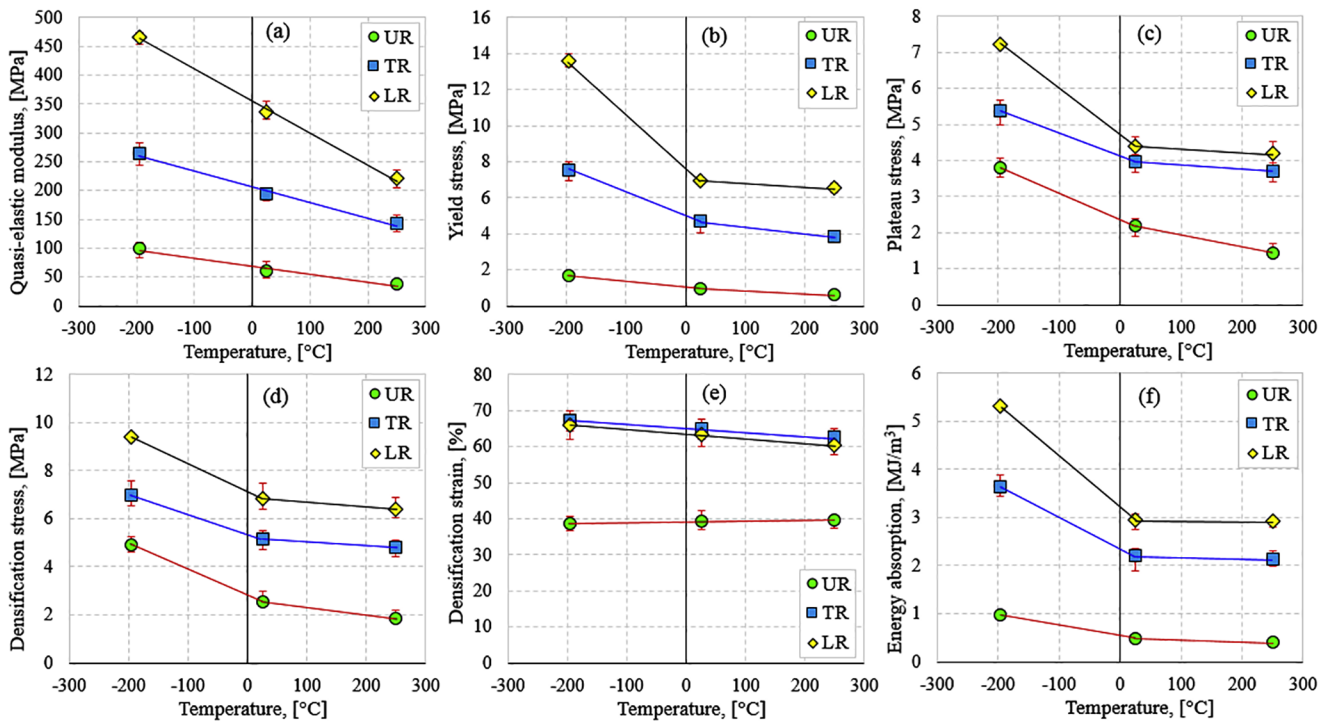 (a)
Quasi-elastic modulus, [MPa]
500
450
400
350
300
250
200
150
100
50
0
UR
TR
LR
-300 -200 -100 0 100 200 300
Temperature, [°C]
(b)
Yield stress, [MPa]
16
14
12
10
8
6
4
2
0
UR
TR
LR
-300 -200 -100 0 100 200 300
Temperature, [°C]
(c)
Plateau stress, [MPa]
8
7
6
5
4
3
2
1
0
UR
TR
LR
-300 -200 -100 0 100 200 300
Temperature, [°C]
(d)
Densification stress, [MPa]
12
10
8
6
4
2
0
UR
TR
LR
-300 -200 -100 0 100 200 300
Temperature, [°C]
(e)
Densification strain, [%]
80
70
60
50
40
30
20
10
0
UR
TR
LR
-300 -200 -100 0 100 200 300
Temperature, [°C]
(f)
Energy absorption, [MJ/m³]
6
5
4
3
2
1
0
UR
TR
LR
-300 -200 -100 0 100 200 300
Temperature, [°C]